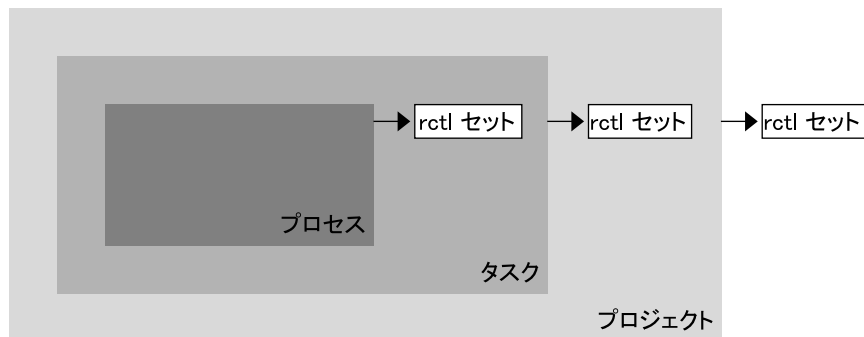 rctl セット
rctl セット
rctl セット
プロセス
タスク
プロジェクト